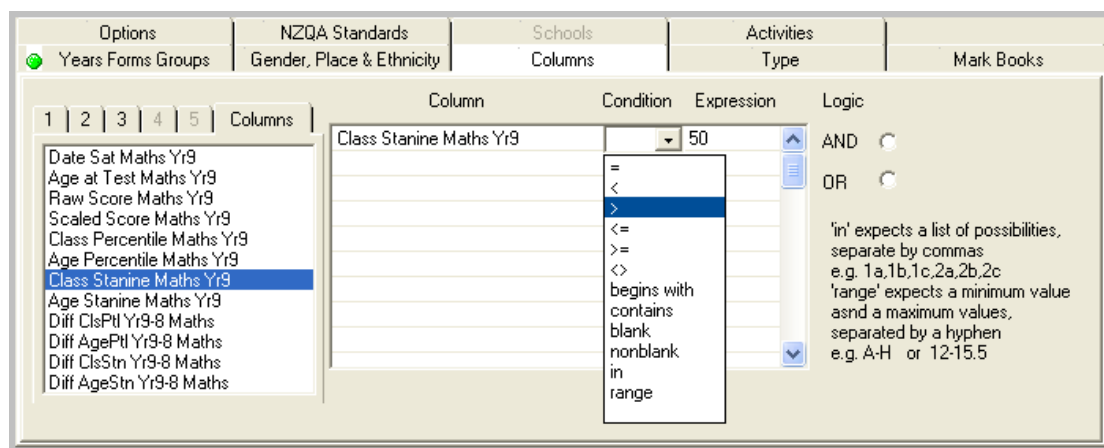 Options NZQA Standards Schools Activities
Years Forms Groups Gender, Place & Ethnicity Columns Type Mark Books
1 2 3 4 5 Columns
Date Sat Maths Yr9
Age at Test Maths Yr9
Raw Score Maths Yr9
Scaled Score Maths Yr9
Class Percentile Maths Yr9
Age Percentile Maths Yr9
Class Stanine Maths Yr9
Age Stanine Maths Yr9
Diff ClsPtl Yr9-8 Maths
Diff AgePtl Yr9-8 Maths
Diff ClsStn Yr9-8 Maths
Diff AgeStn Yr9-8 Maths
Column Condition Expression
Class Stanine Maths Yr9 50
=
<
>
<=
>=
<>
begins with
contains
blank
nonblank
in
range
Logic
AND
OR
'in' expects a list of possibilities,
separate by commas
e.g. 1a,1b,1c,2a,2b,2c
'range' expects a minimum value
asnd a maximum values,
separated by a hyphen
e.g. A-H or 12-15.5